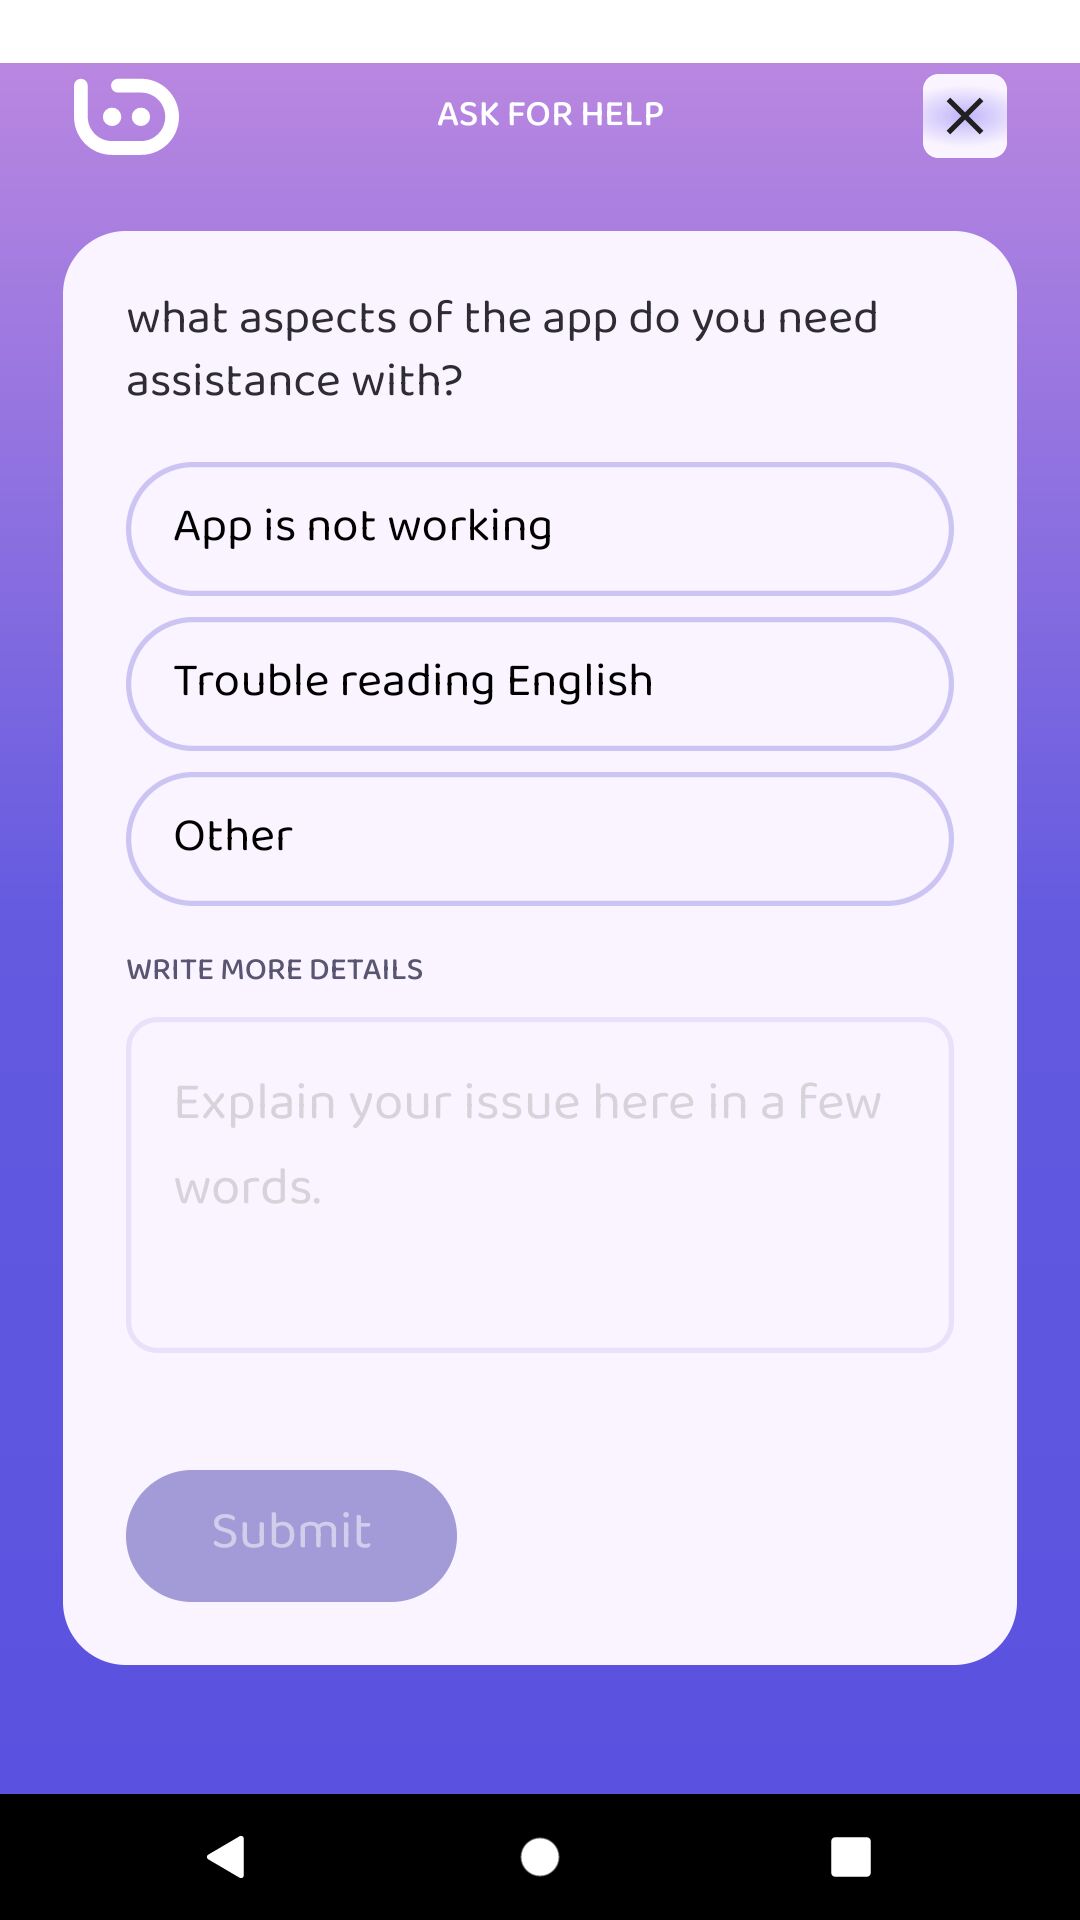 ASK FOR HELP
what aspects of the app do you need
assistance with?
App is not working
Trouble reading English
Other
WRITE MORE DETAILS
Explain your issue here in a few
words.
Submit